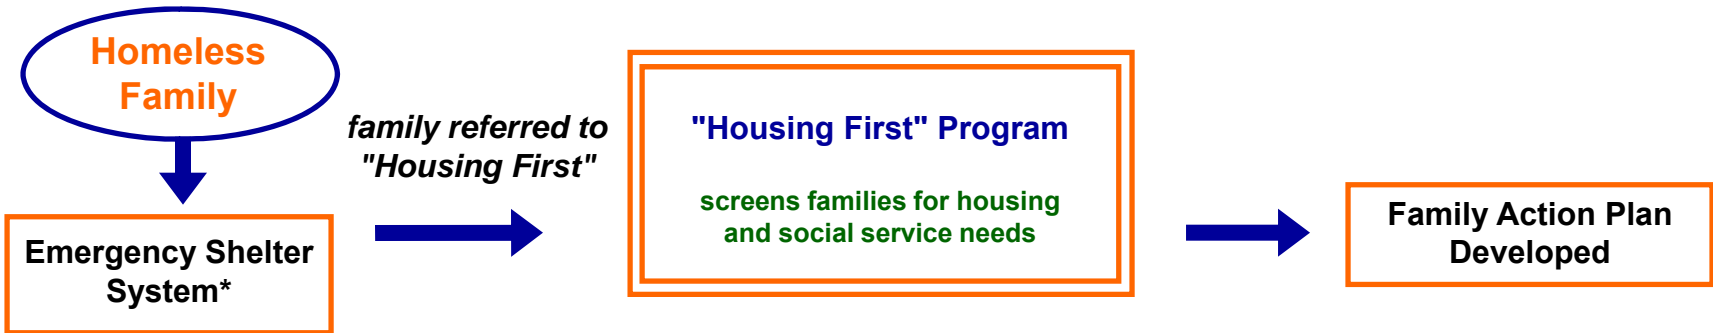 Homeless
Family
Emergency Shelter
System*
family referred to
"Housing First"
"Housing First" Program
screens families for housing
and social service needs
Family Action Plan
Developed